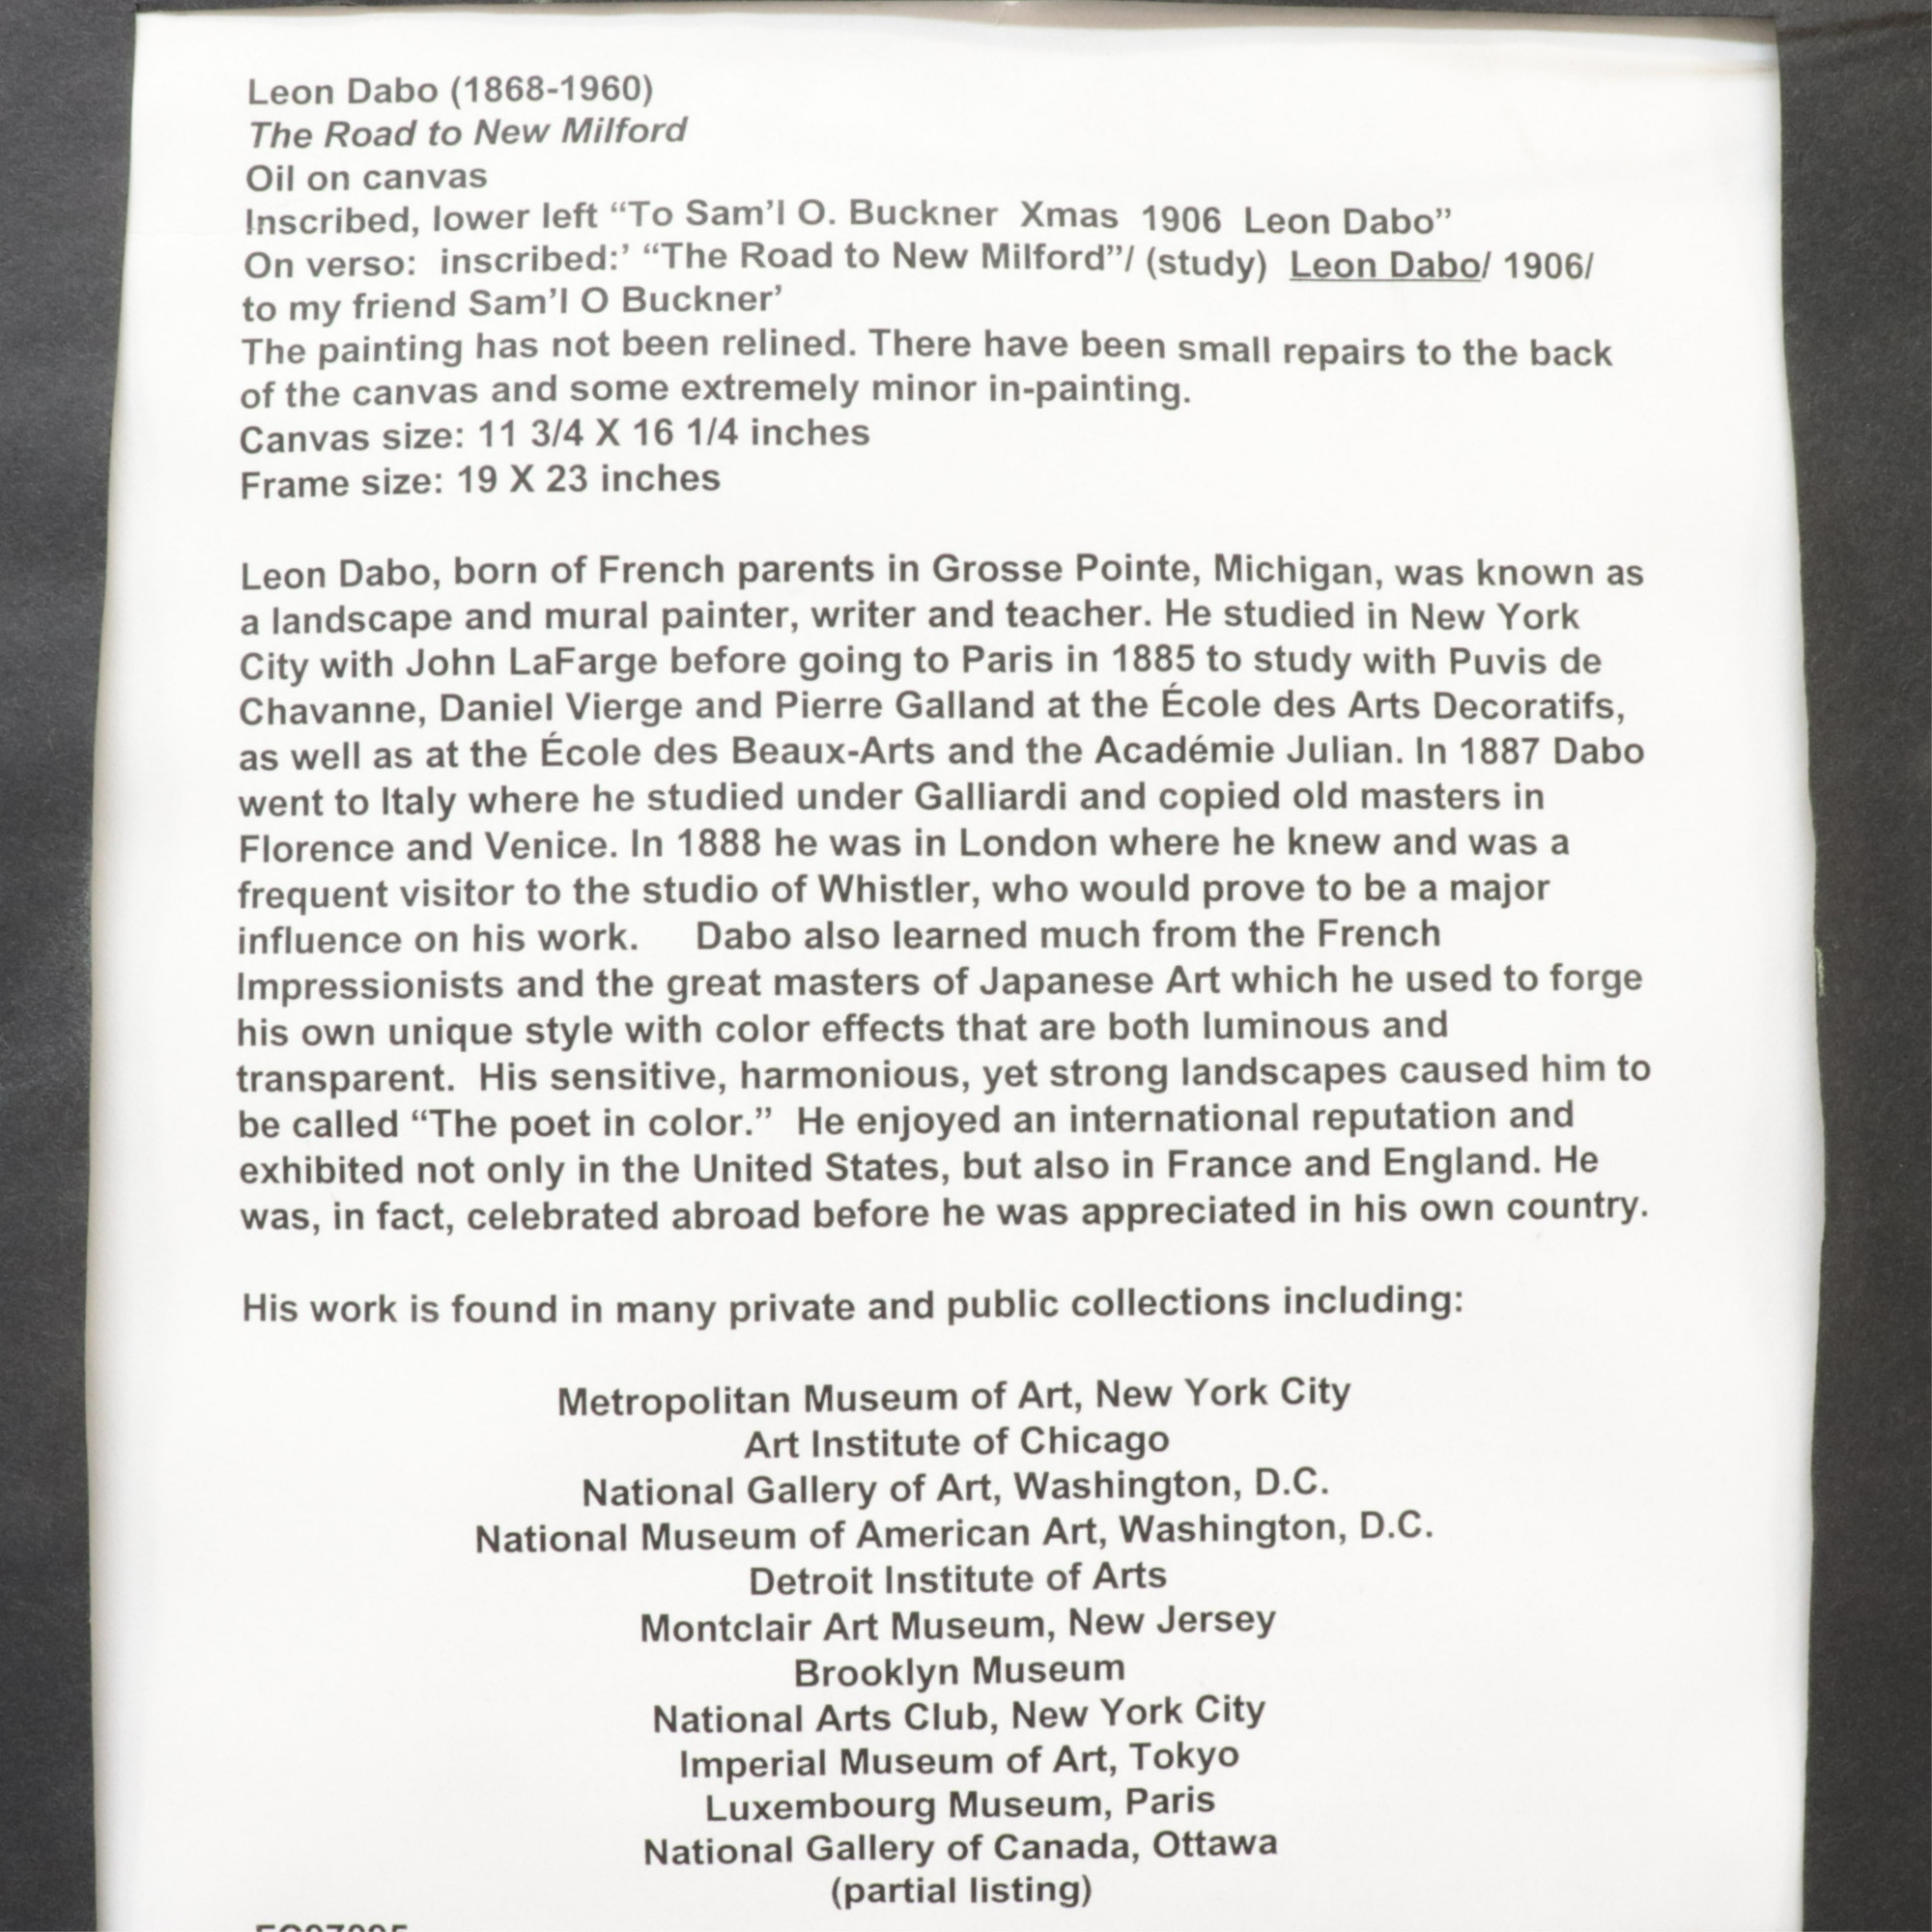 Leon Dabo (1868-1960)
The Road to New Milford
Oil on canvas
Inscribed, lower left “To Sam’l O. Buckner  Xmas  1906  Leon Dabo”
On verso:  inscribed:’ “The Road to New Milford”/ (study)  Leon Dabo/ 1906/
to my friend Sam’l O Buckner’
The painting has not been relined. There have been small repairs to the back
of the canvas and some extremely minor in-painting.
Canvas size: 11 3/4 X 16 1/4 inches
Frame size: 19 X 23 inches
Leon Dabo, born of French parents in Grosse Pointe, Michigan, was known as
a landscape and mural painter, writer and teacher. He studied in New York
City with John LaFarge before going to Paris in 1885 to study with Puvis de
Chavanne, Daniel Vierge and Pierre Galland at the École des Arts Decoratifs,
as well as at the École des Beaux-Arts and the Académie Julian. In 1887 Dabo
went to Italy where he studied under Galliardi and copied old masters in
Florence and Venice. In 1888 he was in London where he knew and was a
frequent visitor to the studio of Whistler, who would prove to be a major
influence on his work.     Dabo also learned much from the French
Impressionists and the great masters of Japanese Art which he used to forge
his own unique style with color effects that are both luminous and
transparent.  His sensitive, harmonious, yet strong landscapes caused him to
be called “The poet in color.”  He enjoyed an international reputation and
exhibited not only in the United States, but also in France and England. He
was, in fact, celebrated abroad before he was appreciated in his own country.
His work is found in many private and public collections including:
Metropolitan Museum of Art, New York City
Art Institute of Chicago
National Gallery of Art, Washington, D.C.
National Museum of American Art, Washington, D.C.
Detroit Institute of Arts
Montclair Art Museum, New Jersey
Brooklyn Museum
National Arts Club, New York City
Imperial Museum of Art, Tokyo
Luxembourg Museum, Paris
National Gallery of Canada, Ottawa
(partial listing)